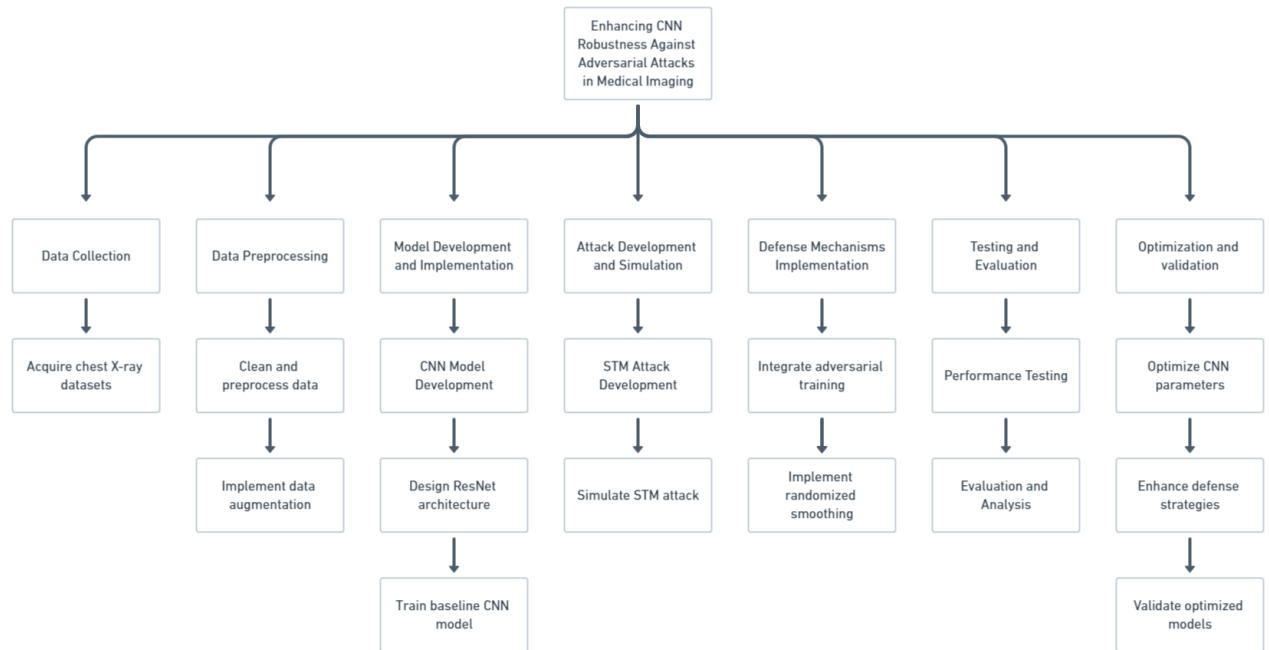 Enhancing CNN
Robustness Against
Adversarial Attacks
in Medical Imaging
Data Collection
Data Preprocessing
Model Development
and Implementation
Attack Development
and Simulation
Defense Mechanisms
Implementation
Testing and
Evaluation
Optimization and
validation
Acquire chest X-ray
datasets
Clean and
preprocess data
CNN Model
Development
STM Attack
Development
Integrate adversarial
training
Performance Testing
Optimize CNN
parameters
Implement data
augmentation
Design ResNet
architecture
Simulate STM attack
Implement
randomized
smoothing
Evaluation and
Analysis
Enhance defense
strategies
Train baseline CNN
model
Validate optimized
models